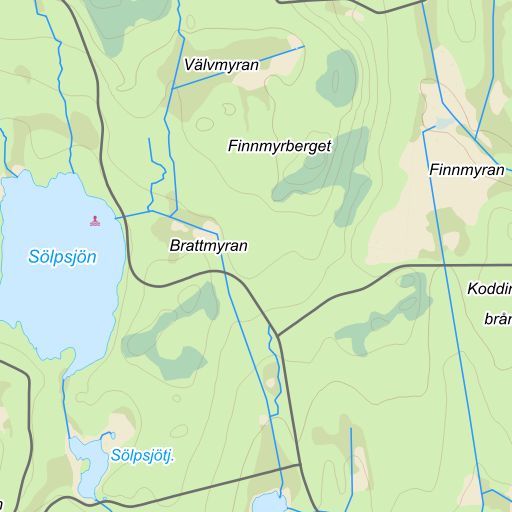 Välvmyran
Finnmyrberget
Finnmyran
Brattmyran
Sölpsjön
Sölpsjötj.